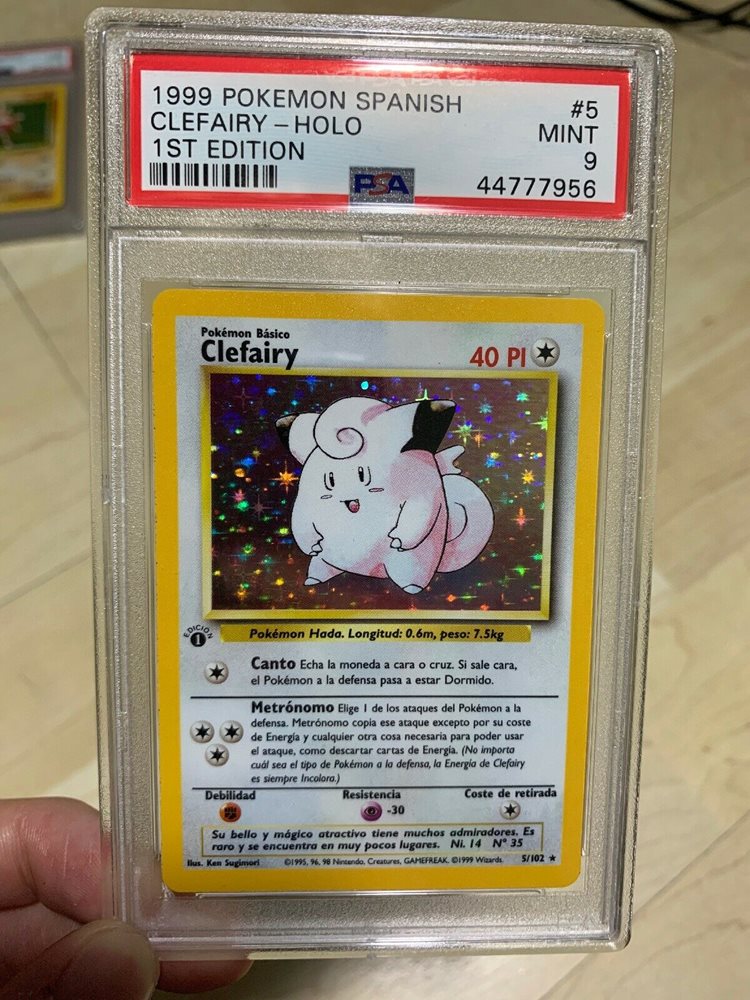 1999 POKEMON SPANISH #5
CLEFAIRY - HOLO MINT
1ST EDITION 9
PSA 44777956
Pokémon Básico
Clefairy 40 PI
Pokémon Hada. Longitud: 0.6m, peso: 7.5kg
EDICION
1
Canto Echa la moneda a cara o cruz. Si sale cara,
el Pokémon a la defensa pasa a estar Dormido.
Metrónomo Elige 1 de los ataques del Pokémon a la
defensa. Metrónomo copia ese ataque excepto por su coste
de Energía y cualquier otra cosa necesaria para poder usar
el ataque, como descartar cartas de Energía. (No importa
cuál sea el tipo de Pokémon a la defensa, la Energía de Clefairy
es siempre Incolora.)
Debilidad Resistencia Coste de retirada
-30
Su bello y mágico atractivo tiene muchos admiradores. Es
raro y se encuentra en muy pocos lugares. Ni. 14 Nº 35
Ilus. Ken Sugimori ©1995, 96, 98 Nintendo, Creatures, GAMEFREAK. ©1999 Wizards. 5/102 ★